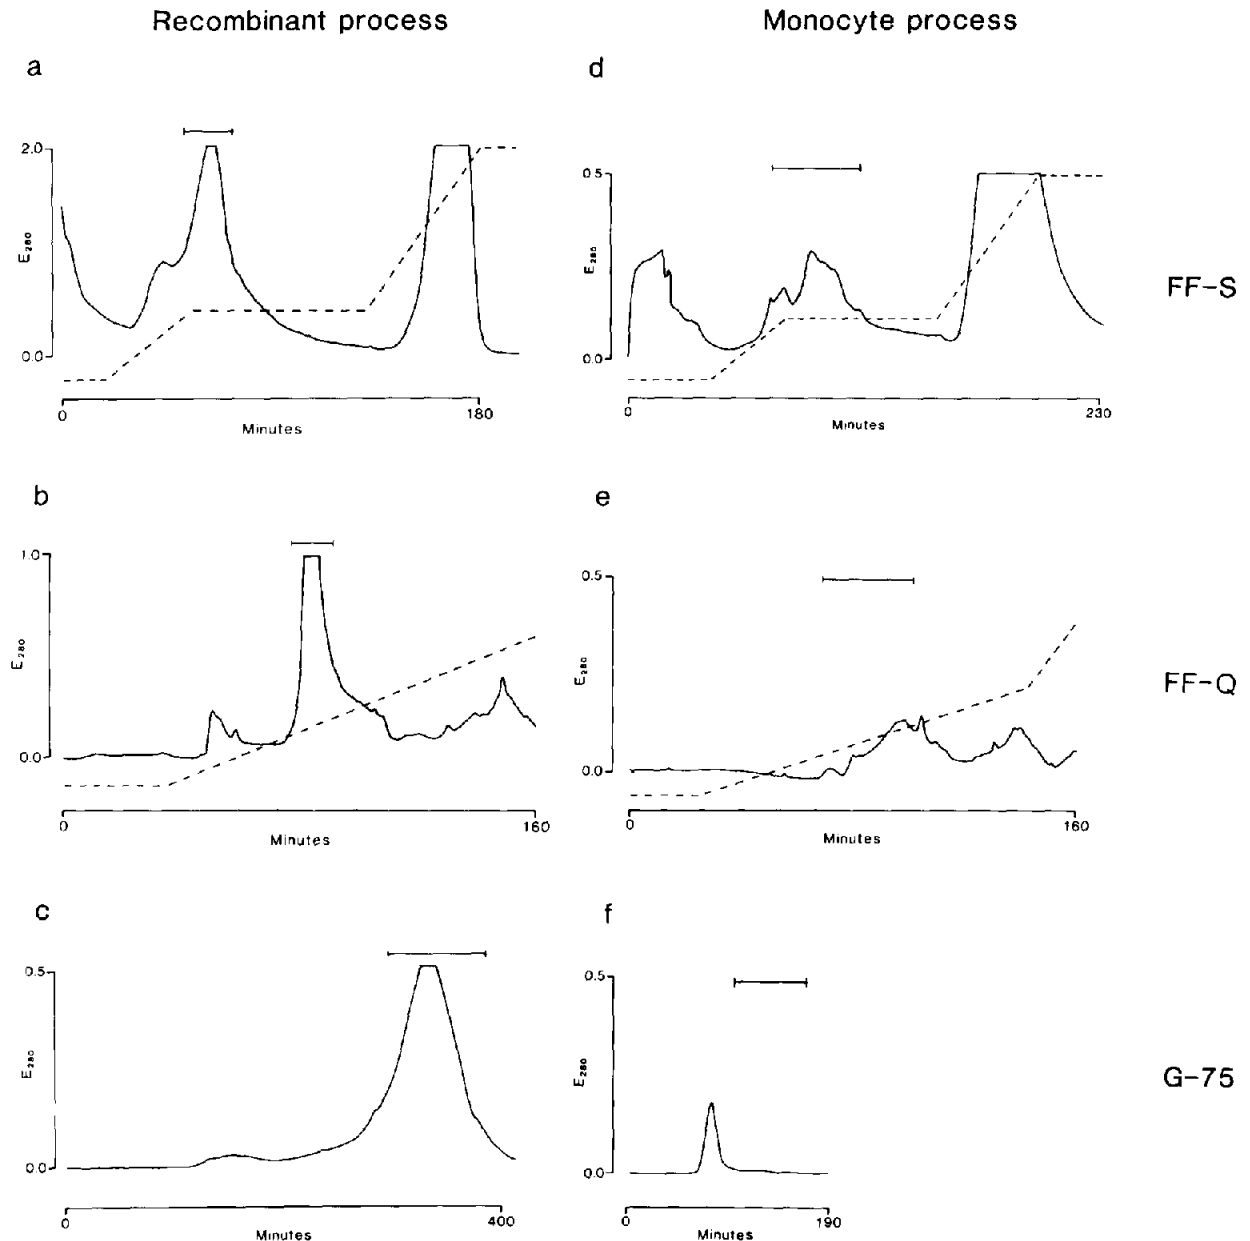 Recombinant process
Monocyte process
a
d
2.0
0.0
E280
0
180
Minutes
0.5
0.0
E280
0
230
Minutes
FF-S
b
e
1.0
0.0
E280
0
160
Minutes
0.5
0.0
E280
0
160
Minutes
FF-Q
c
f
0.5
0.0
E280
0
400
Minutes
0.5
0.0
E280
0
190
Minutes
G-75